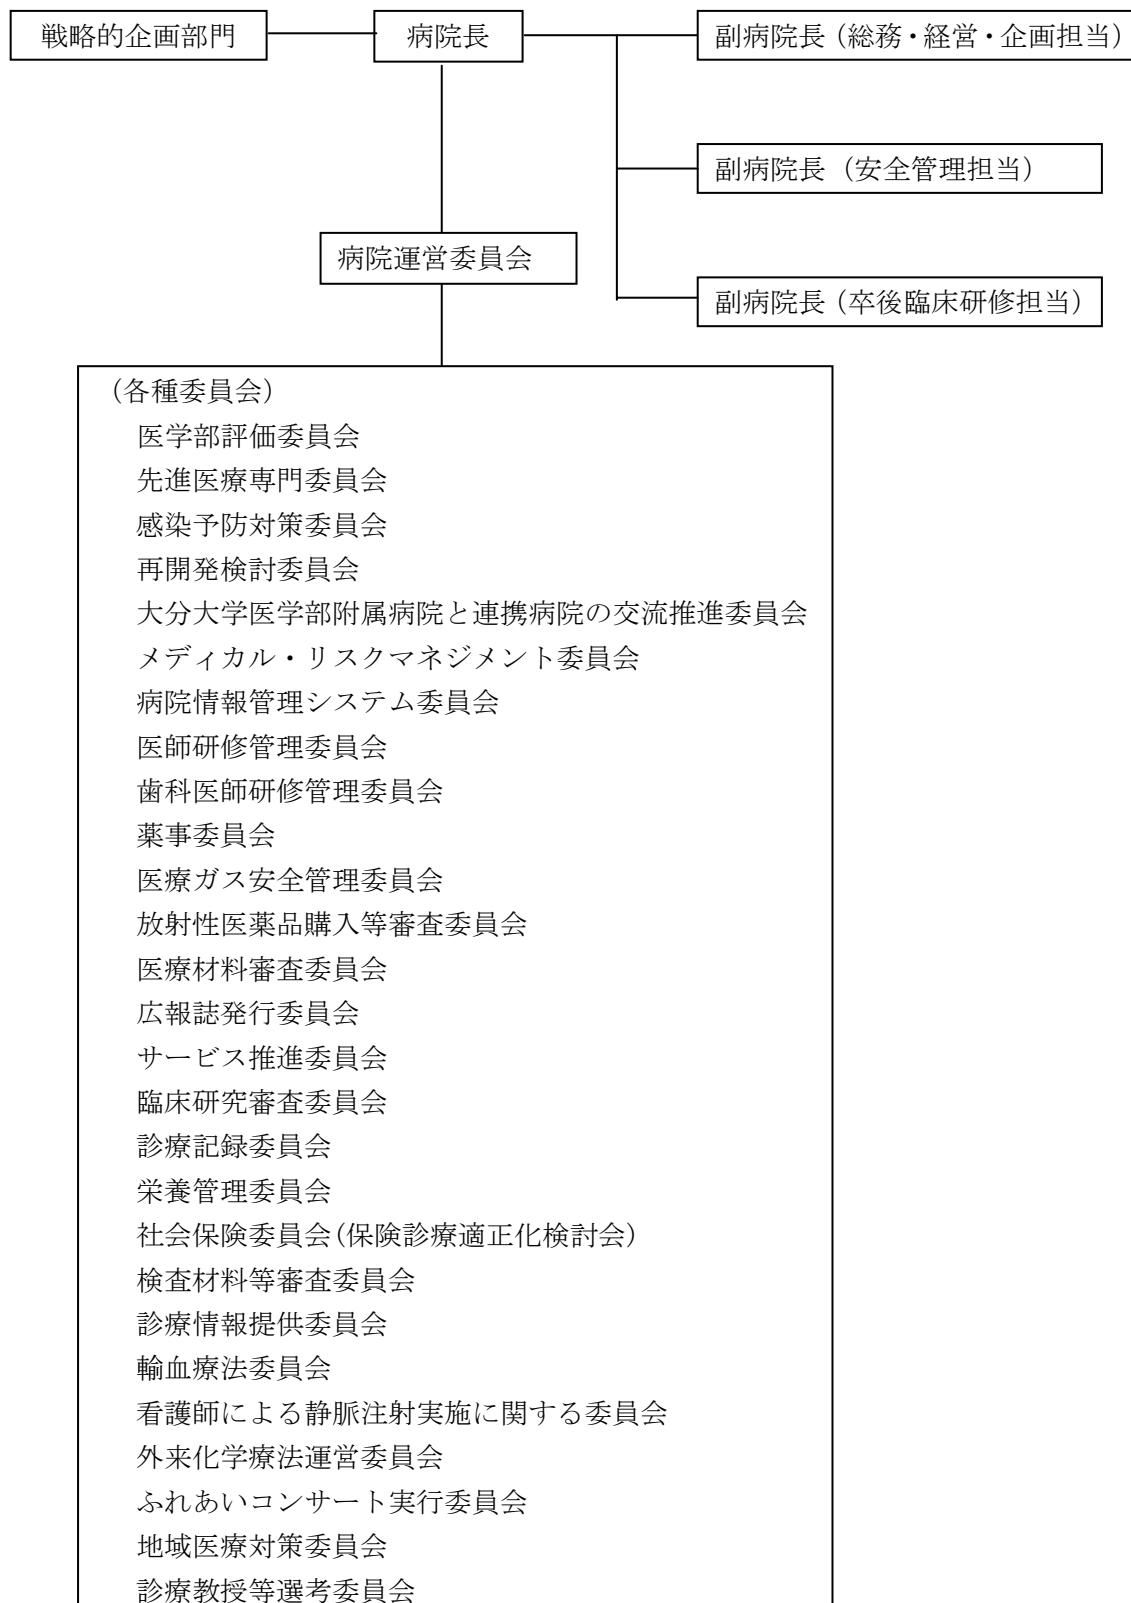 戦略的企画部門
病院長
副病院長（総務・経営・企画担当）
副病院長（安全管理担当）
病院運営委員会
副病院長（卒後臨床研修担当）
（各種委員会）
医学部評価委員会
先進医療専門委員会
感染予防対策委員会
再開発検討委員会
大分大学医学部附属病院と連携病院の交流推進委員会
メディカル・リスクマネジメント委員会
病院情報管理システム委員会
医師研修管理委員会
歯科医師研修管理委員会
薬事委員会
医療ガス安全管理委員会
放射性医薬品購入等審査委員会
医療材料審査委員会
広報誌発行委員会
サービス推進委員会
臨床研究審査委員会
診療記録委員会
栄養管理委員会
社会保険委員会（保険診療適正化検討会）
検査材料等審査委員会
診療情報提供委員会
輸血療法委員会
看護師による静脈注射実施に関する委員会
外来化学療法運営委員会
ふれあいコンサート実行委員会
地域医療対策委員会
診療教授等選考委員会